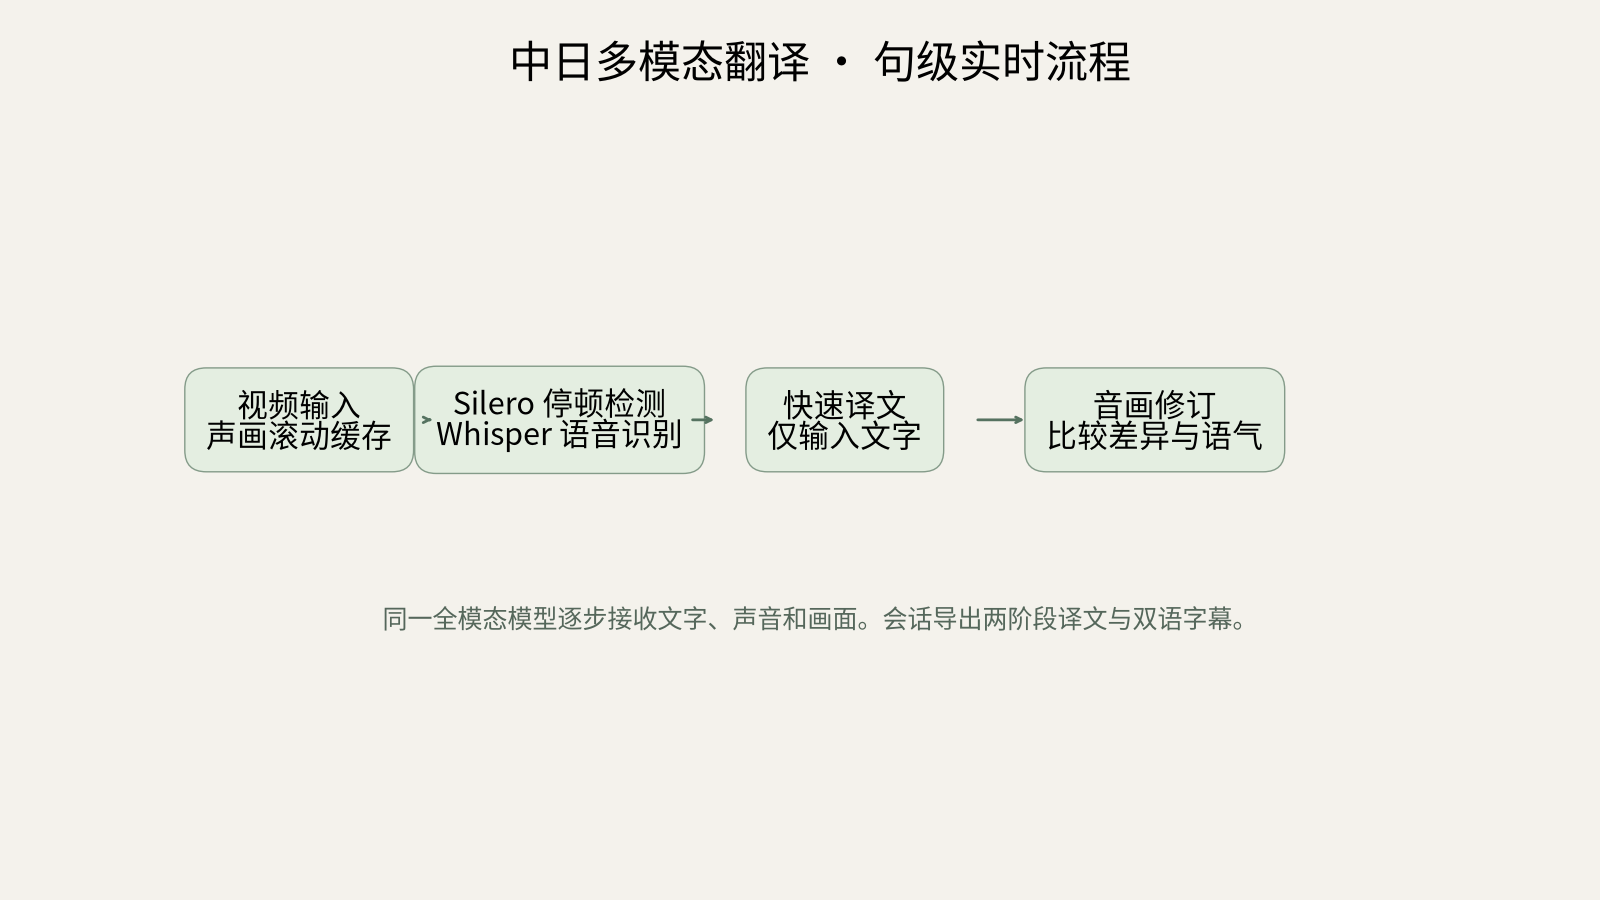 中日多模态翻译 · 句级实时流程
视频输入
声画滚动缓存
Silero 停顿检测
Whisper 语音识别
快速译文
仅输入文字
音画修订
比较差异与语气
同一全模态模型逐步接收文字、声音和画面。会话导出两阶段译文与双语字幕。